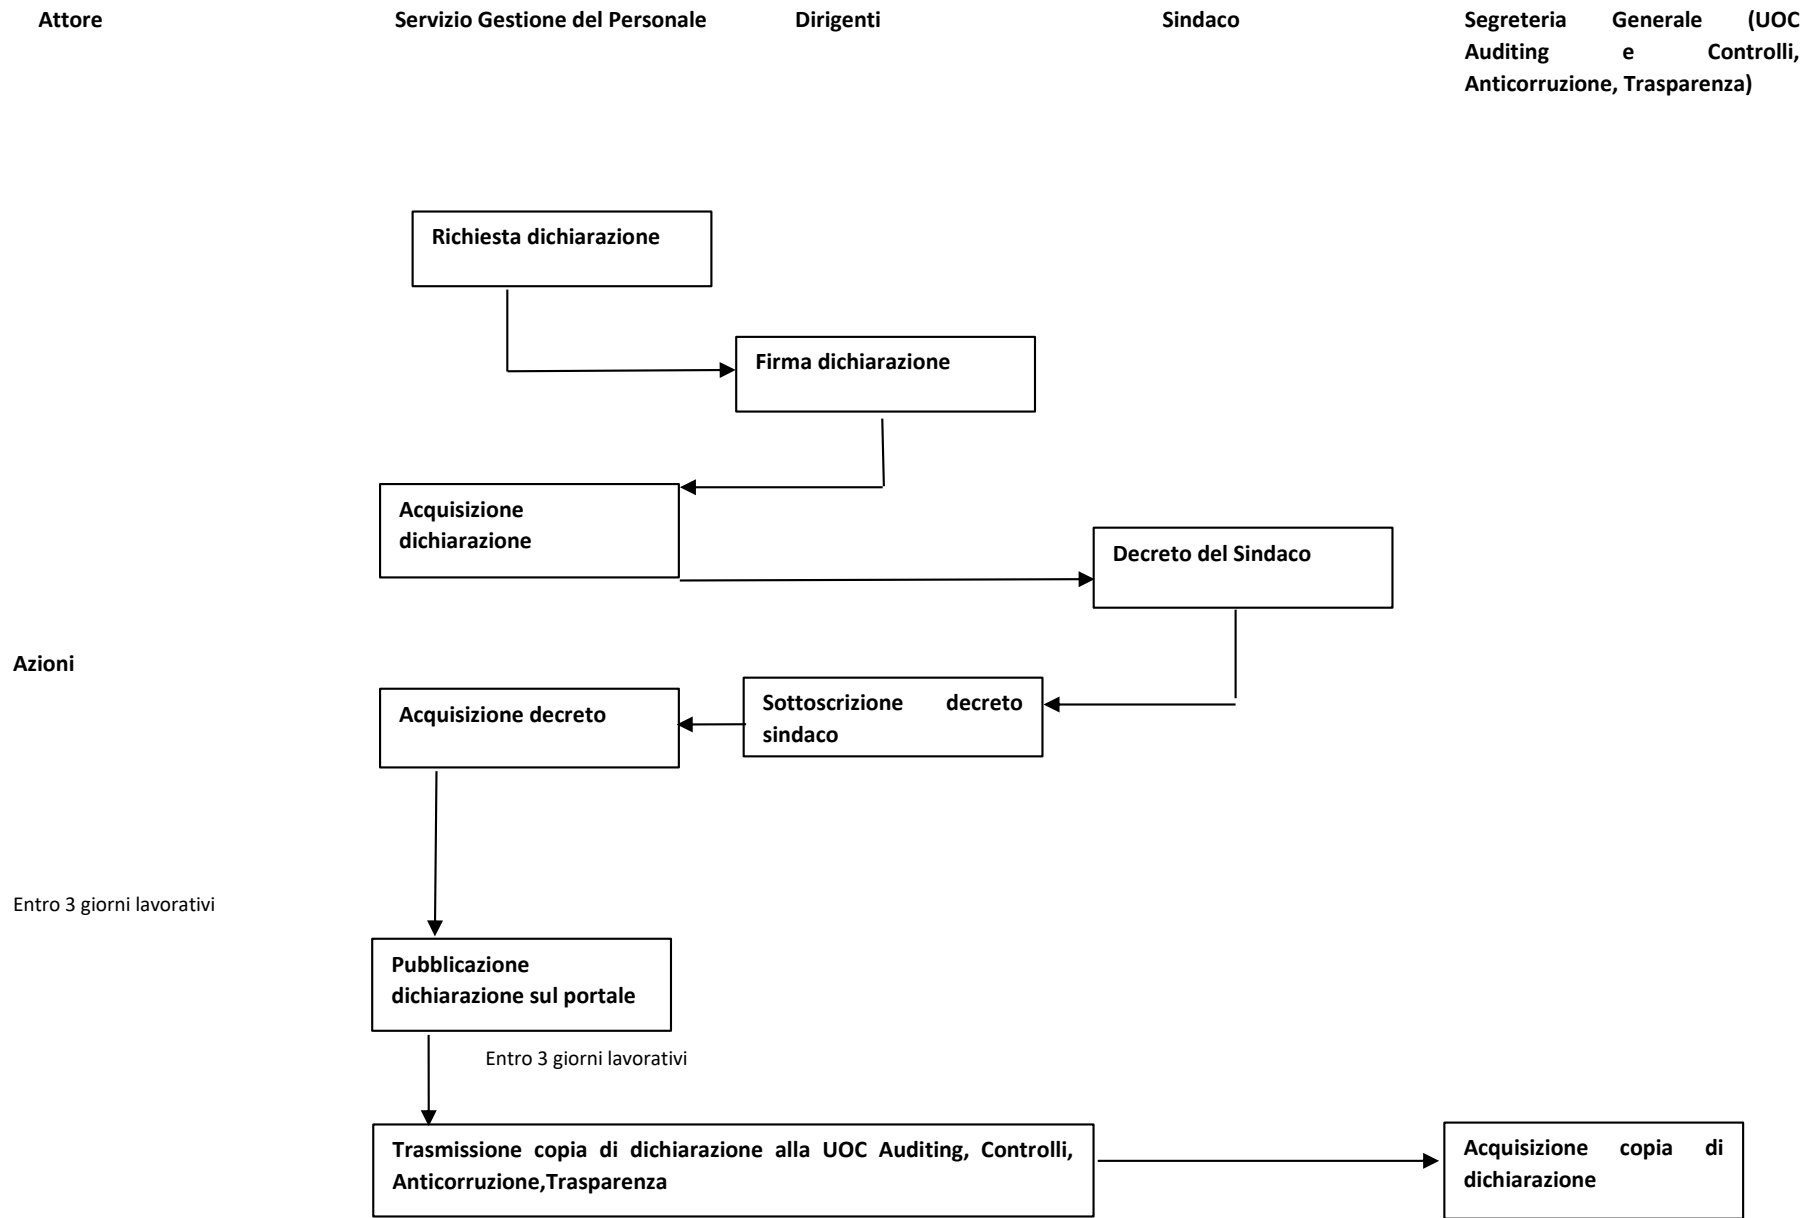 Attore
Servizio Gestione del Personale
Dirigenti
Sindaco
Segreteria Generale (UOC
Auditing e Controlli,
Anticorruzione, Trasparenza)
Richiesta dichiarazione
Firma dichiarazione
Acquisizione
dichiarazione
Decreto del Sindaco
Azioni
Acquisizione decreto
Sottoscrizione decreto
sindaco
Entro 3 giorni lavorativi
Pubblicazione
dichiarazione sul portale
Entro 3 giorni lavorativi
Trasmissione copia di dichiarazione alla UOC Auditing, Controlli,
Anticorruzione,Trasparenza
Acquisizione copia di
dichiarazione